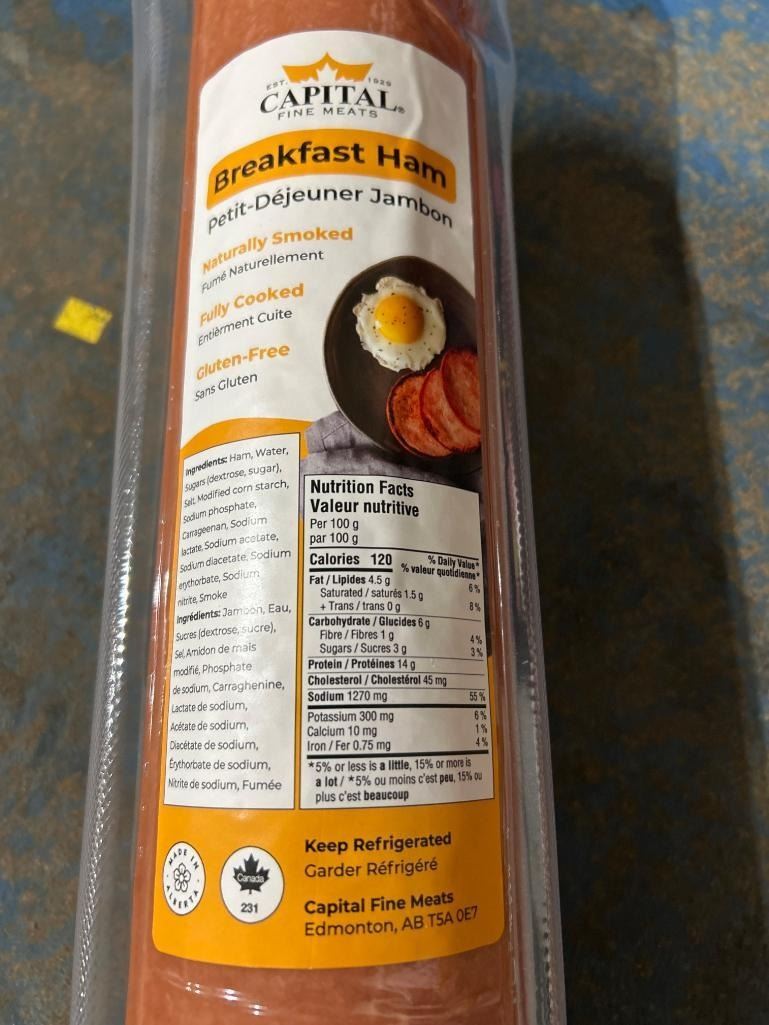 EST. 1929
CAPITAL®
FINE MEATS
Breakfast Ham
Petit-Déjeuner Jambon
Naturally Smoked
Fumé Naturellement
Fully Cooked
Entièrment Cuite
Gluten-Free
Sans Gluten
Ingredients: Ham, Water,
Sugars (dextrose, sugar),
Salt, Modified corn starch,
Sodium phosphate,
Carrageenan, Sodium
lactate, Sodium acetate,
Sodium diacetate, Sodium
erythorbate, Sodium
nitrite, Smoke
Ingrédients: Jambon, Eau,
Sucres (dextrose, sucre),
Sel, Amidon de maïs
modifié, Phosphate
de sodium, Carraghenine,
Lactate de sodium,
Acétate de sodium,
Diacétate de sodium,
Érythorbate de sodium,
Nitrite de sodium, Fumée
Nutrition Facts
Valeur nutritive
Per 100 g
par 100 g
Calories 120
% Daily Value*
% valeur quotidienne*
Fat / Lipides 4.5 g 6 %
Saturated / saturés 1.5 g
+ Trans / trans 0 g 8 %
Carbohydrate / Glucides 6 g
Fibre / Fibres 1 g 4 %
Sugars / Sucres 3 g 3 %
Protein / Protéines 14 g
Cholesterol / Cholestérol 45 mg
Sodium 1270 mg 55 %
Potassium 300 mg 6 %
Calcium 10 mg 1 %
Iron / Fer 0.75 mg 4 %
*5% or less is a little, 15% or more is
a lot / *5% ou moins c'est peu, 15% ou
plus c'est beaucoup
MADE IN
ALBERTA
Canada
231
Keep Refrigerated
Garder Réfrigéré
Capital Fine Meats
Edmonton, AB T5A 0E7